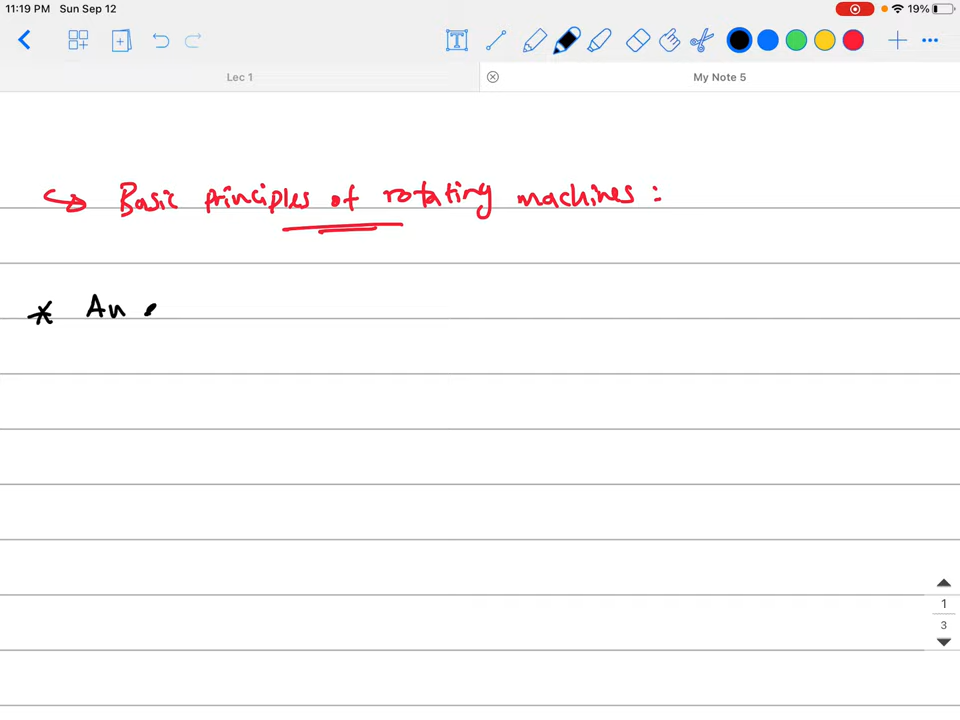 11:19 PM Sun Sep 12 19%
Lec 1 My Note 5
Basic principles of rotating machines :
* An
1
3